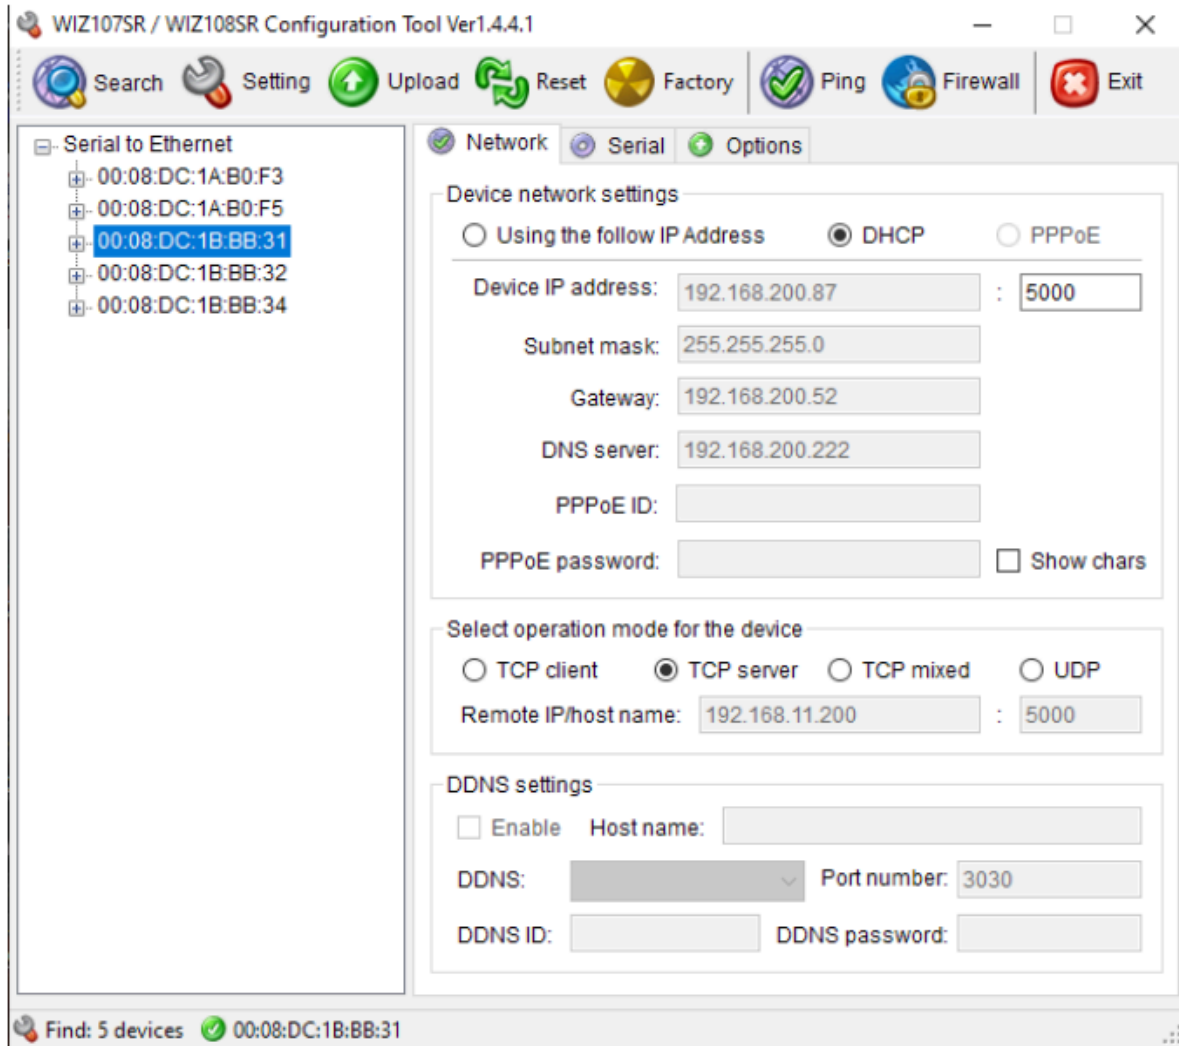 WIZ107SR / WIZ108SR Configuration Tool Ver1.4.4.1
Search Setting Upload Reset Factory Ping Firewall Exit
Serial to Ethernet
00:08:DC:1A:B0:F3
00:08:DC:1A:B0:F5
00:08:DC:1B:BB:31
00:08:DC:1B:BB:32
00:08:DC:1B:BB:34
Network Serial Options
Device network settings
Using the follow IP Address DHCP PPPoE
Device IP address: 192.168.200.87 : 5000
Subnet mask: 255.255.255.0
Gateway: 192.168.200.52
DNS server: 192.168.200.222
PPPoE ID:
PPPoE password: Show chars
Select operation mode for the device
TCP client TCP server TCP mixed UDP
Remote IP/host name: 192.168.11.200 : 5000
DDNS settings
Enable Host name:
DDNS: Port number: 3030
DDNS ID: DDNS password:
Find: 5 devices 00:08:DC:1B:BB:31